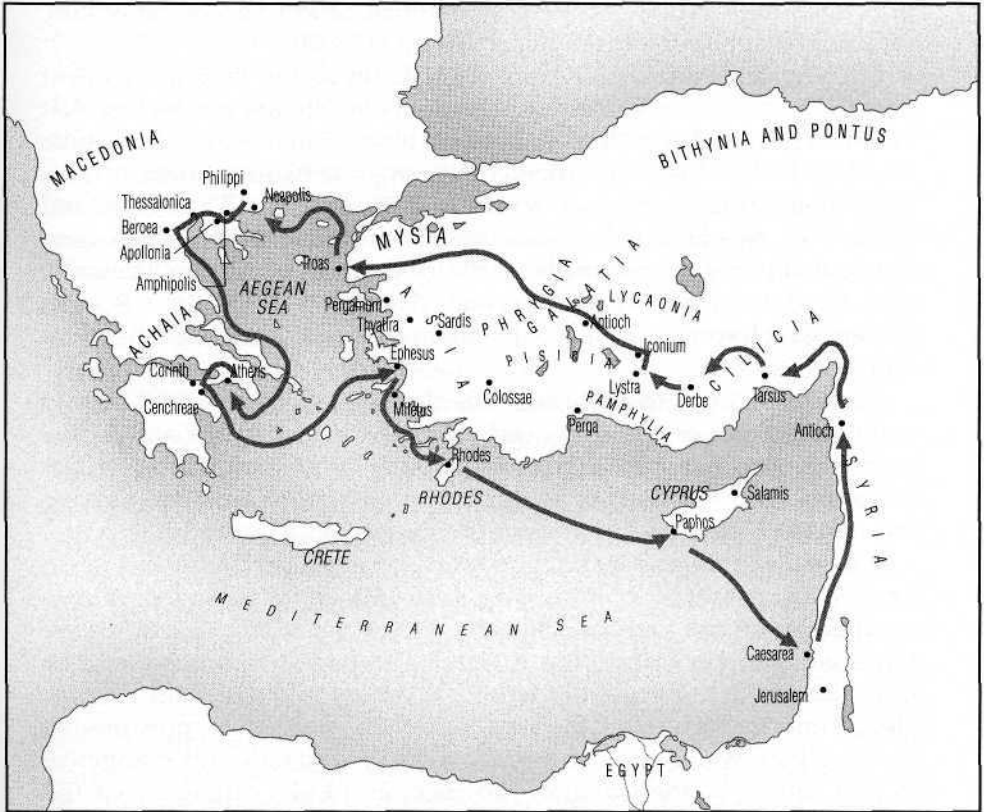 BITHYNIA AND PONTUS
MACEDONIA
Philippi
Neapolis
Thessalonica
Beroea
Apollonia
Amphipolis
MYSIA
Troas
AEGEAN
SEA
PHRYGIA
GALATIA
LYCAONIA
CILICIA
Pergamum
Thyatira
Sardis
ASIA
Antioch
Iconium
ACHAIA
Corinth
Athens
Cenchreae
Ephesus
PISICIA
Lystra
Derbe
Tarsus
Miletus
Colossae
PAMPHYLIA
Perga
Antioch
SYRIA
Rhodes
RHODES
CYPRUS
Salamis
Paphos
CRETE
MEDITERRANEAN SEA
Caesarea
Jerusalem
EGYPT